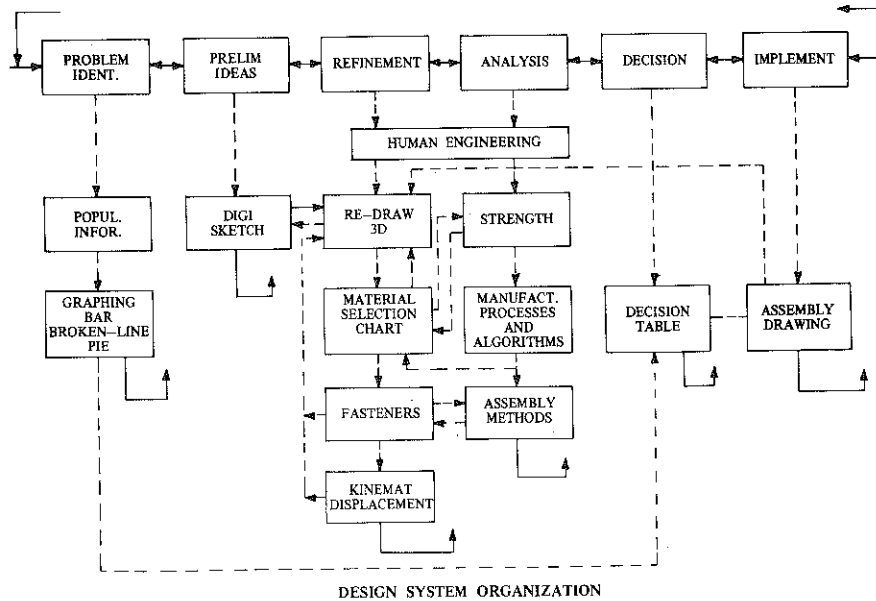 PROBLEM
IDENT.
PRELIM
IDEAS
REFINEMENT
ANALYSIS
DECISION
IMPLEMENT
HUMAN ENGINEERING
POPUL.
INFOR.
DIGI
SKETCH
RE-DRAW
3D
STRENGTH
GRAPHING
BAR
BROKEN-LINE
PIE
MATERIAL
SELECTION
CHART
MANUFACT.
PROCESSES
AND
ALGORITHMS
DECISION
TABLE
ASSEMBLY
DRAWING
FASTENERS
ASSEMBLY
METHODS
KINEMAT
DISPLACEMENT
DESIGN SYSTEM ORGANIZATION